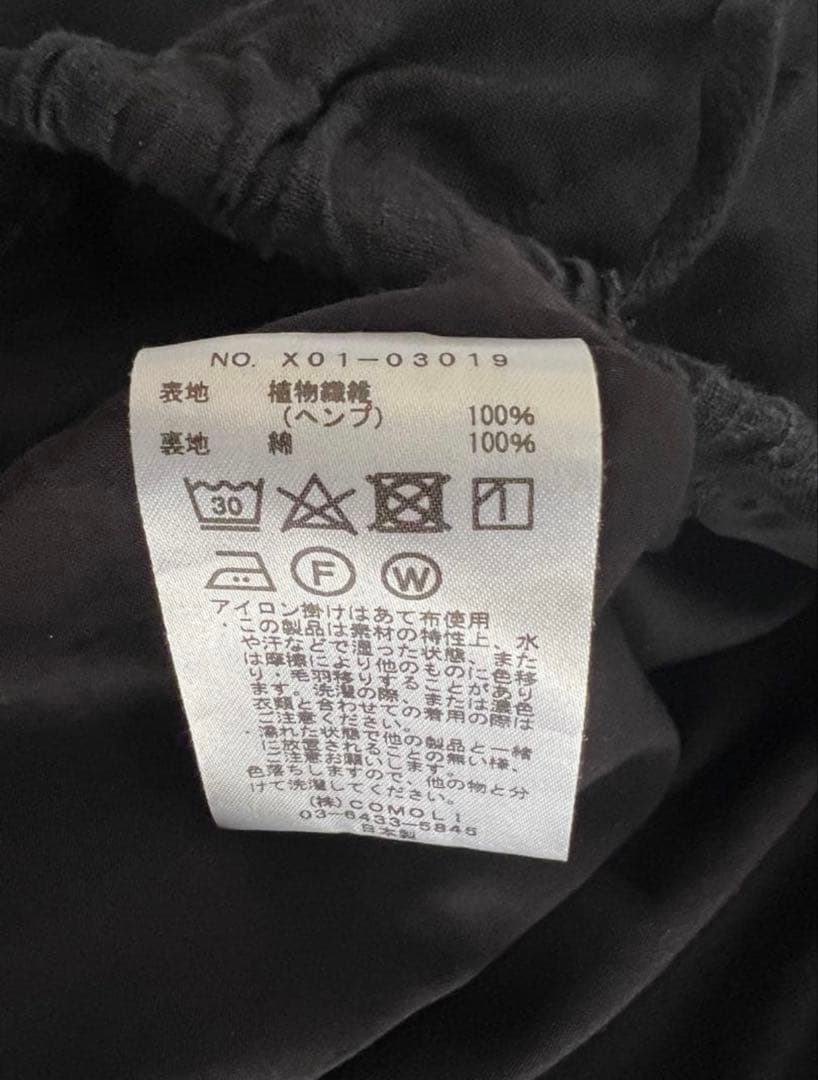 NO. X01-03019
表地 植物繊維
(ヘンプ) 100%
裏地 綿 100%
30
F W
アイロン掛けはあて布使用
・この製品は素材の特性上、水
や汗などで湿った状態、また
は摩擦により他のものに色移
り・毛羽移りすることがあり
ます。洗濯の際、または濃色
衣類と合わせての着用の際は
ご注意ください。
・濡れた状態で他の製品と一緒
に放置されることの無い様、
ご注意お願いします。
色落ちしますので、他の物と分
けて洗濯してください。
(株) COMOLI
03-6433-5845
日本製